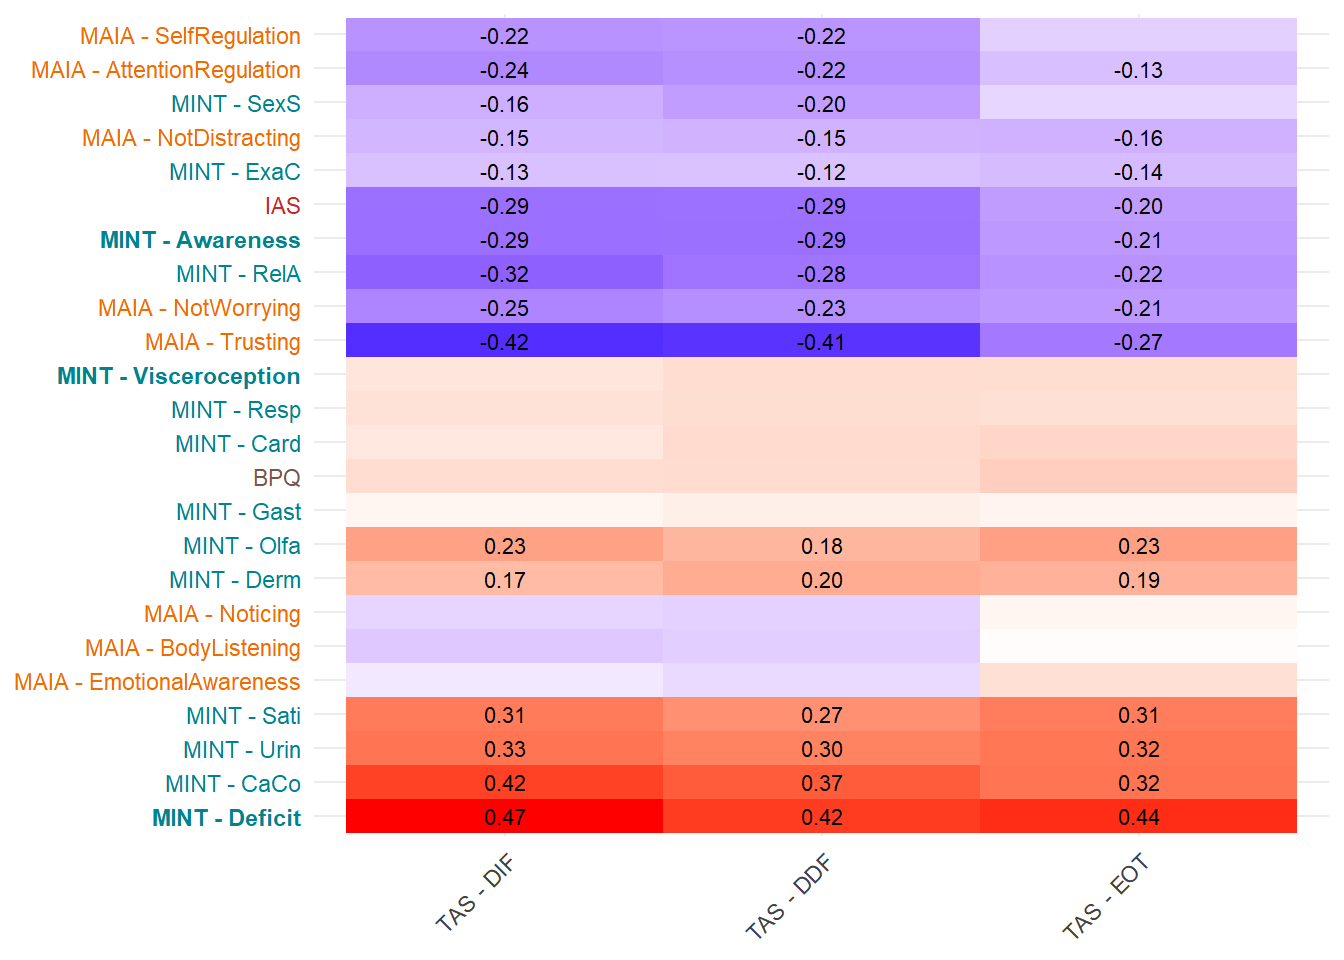 MAIA - SelfRegulation -0.22 -0.22
MAIA - AttentionRegulation -0.24 -0.22 -0.13
MINT - SexS -0.16 -0.20
MAIA - NotDistracting -0.15 -0.15 -0.16
MINT - ExaC -0.13 -0.12 -0.14
IAS -0.29 -0.29 -0.20
MINT - Awareness -0.29 -0.29 -0.21
MINT - RelA -0.32 -0.28 -0.22
MAIA - NotWorrying -0.25 -0.23 -0.21
MAIA - Trusting -0.42 -0.41 -0.27
MINT - Visceroception
MINT - Resp
MINT - Card
BPQ
MINT - Gast
MINT - Olfa 0.23 0.18 0.23
MINT - Derm 0.17 0.20 0.19
MAIA - Noticing
MAIA - BodyListening
MAIA - EmotionalAwareness
MINT - Sati 0.31 0.27 0.31
MINT - Urin 0.33 0.30 0.32
MINT - CaCo 0.42 0.37 0.32
MINT - Deficit 0.47 0.42 0.44
TAS - DIF
TAS - DDF
TAS - EOT